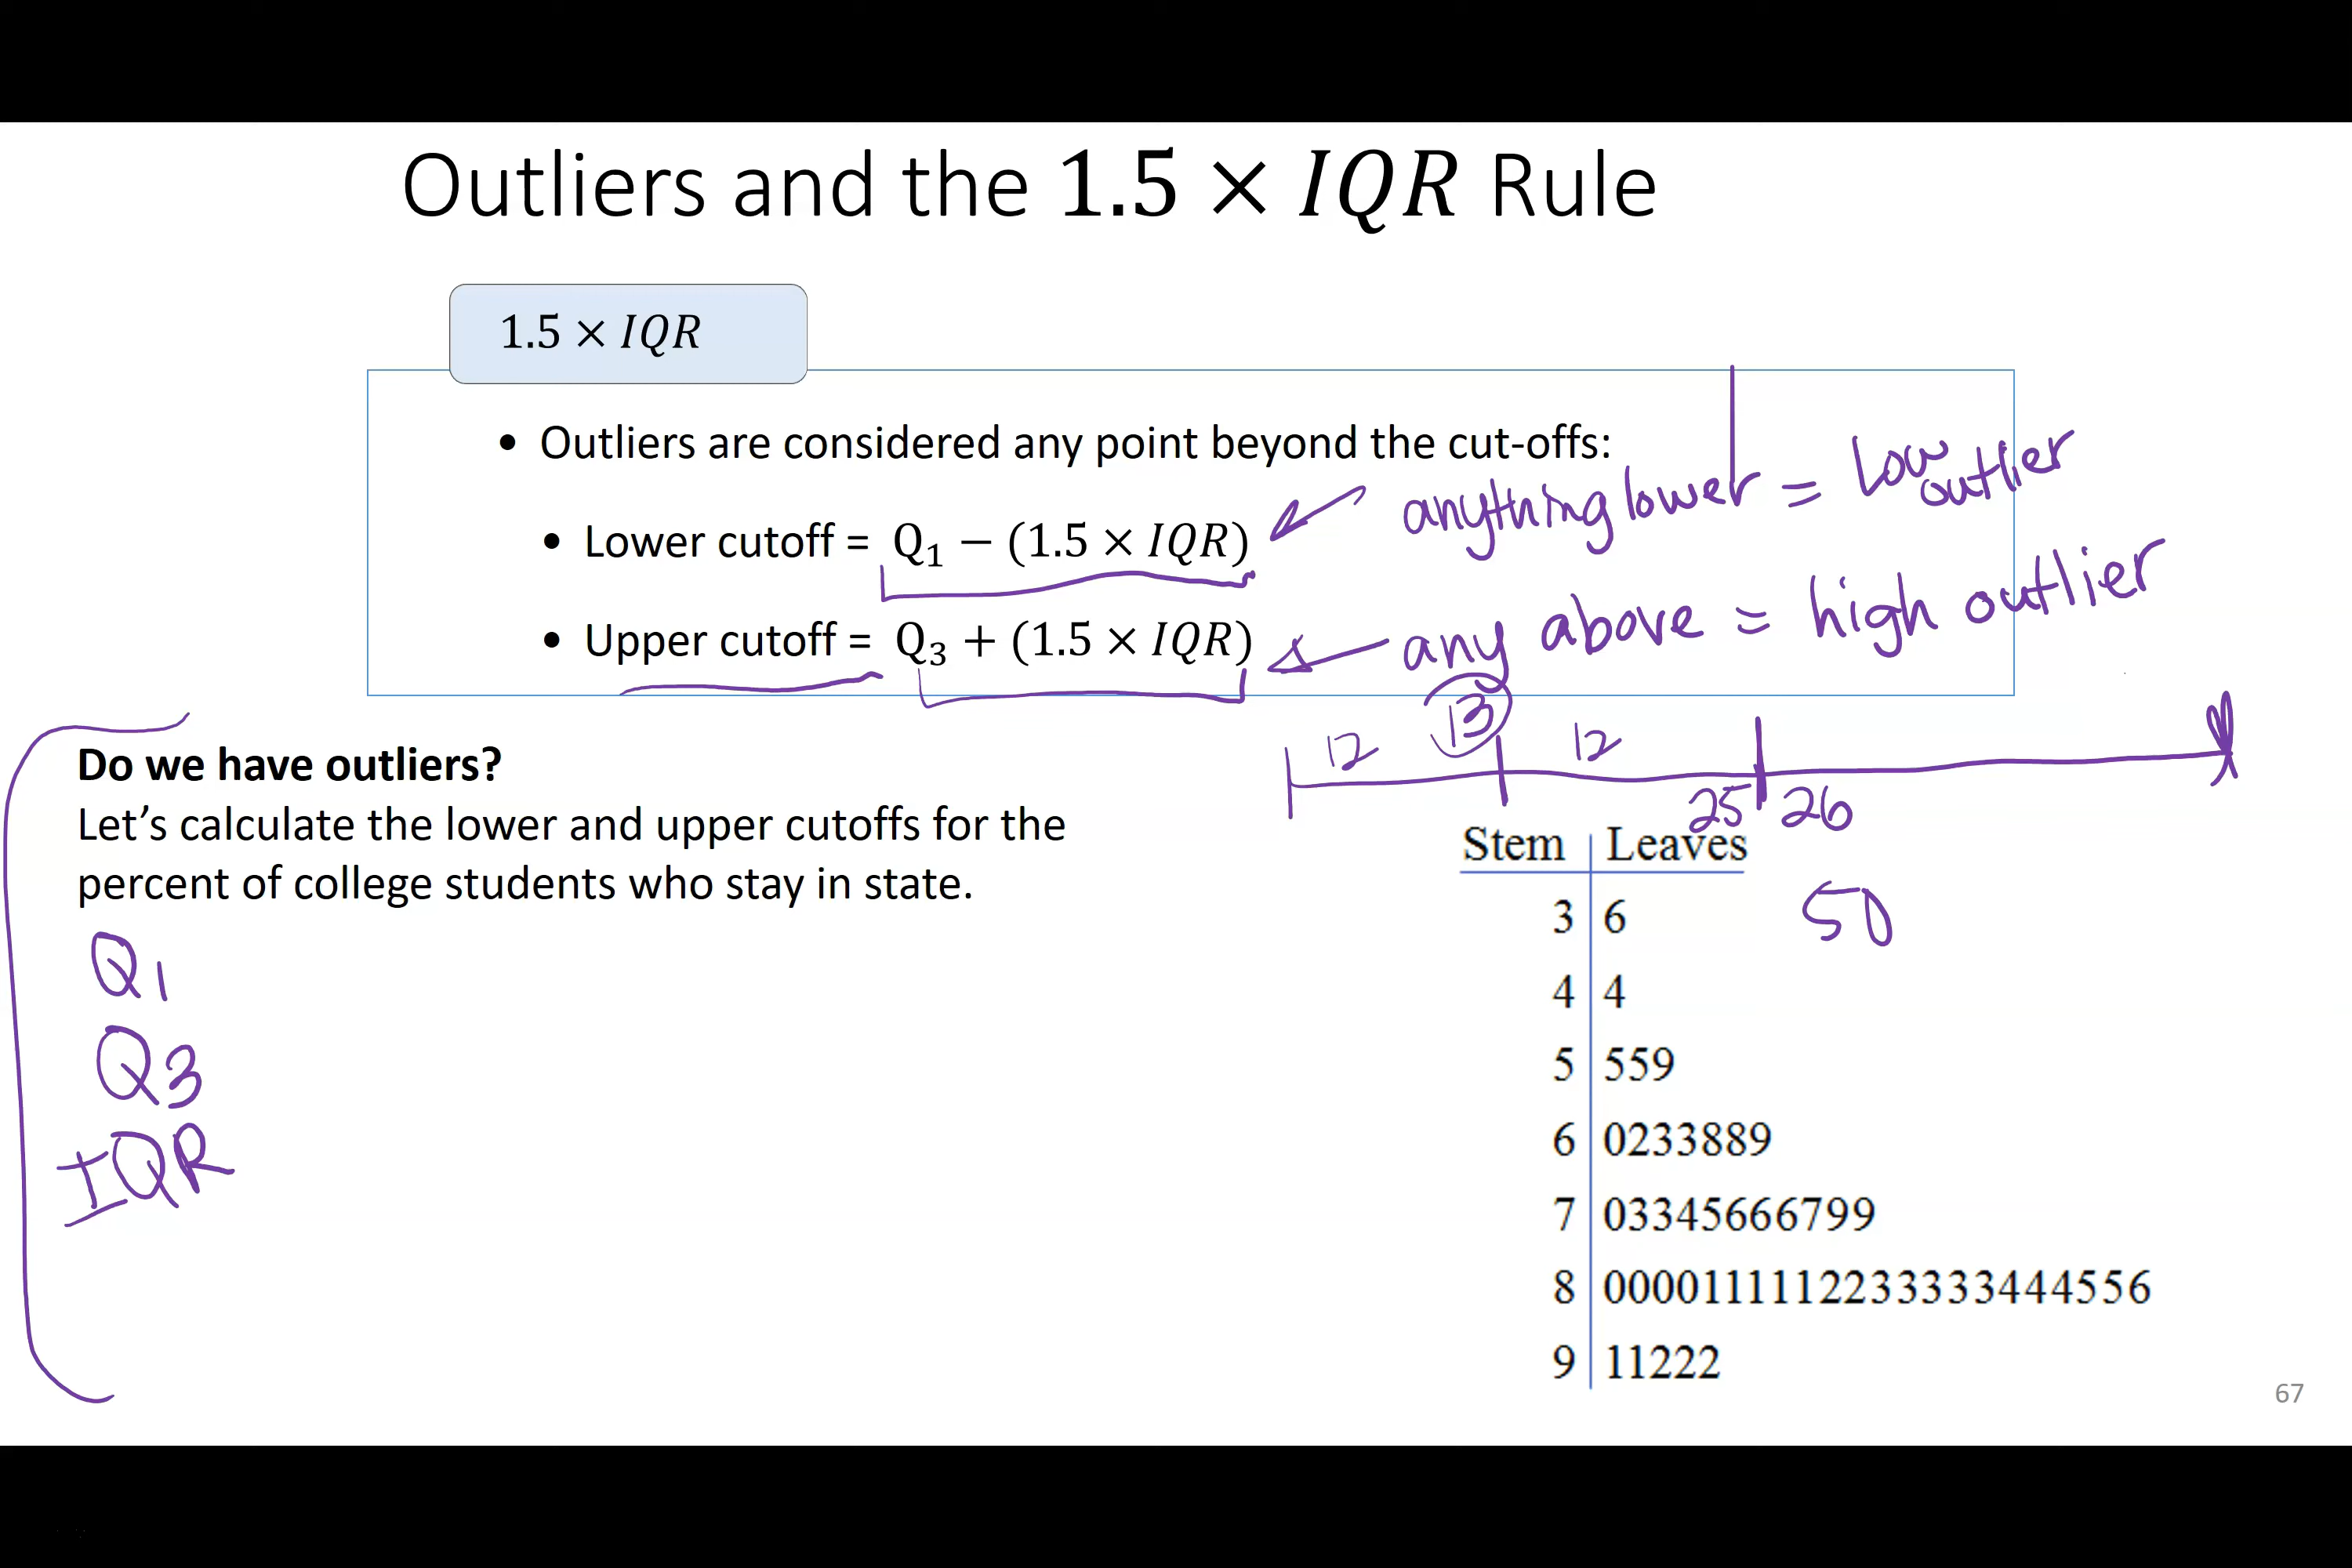 Outliers and the 1.5 × IQR Rule
1.5 × IQR
• Outliers are considered any point beyond the cut-offs:
• Lower cutoff = Q₁ − (1.5 × IQR)
anything lower = Low outlier
• Upper cutoff = Q₃ + (1.5 × IQR)
any above = high outlier
12 13 12
25 26
Do we have outliers?
Let’s calculate the lower and upper cutoffs for the
percent of college students who stay in state.
Q1
Q3
IQR
Stem Leaves
50
3 6
4 4
5 559
6 0233889
7 03345666799
8 0000111112233333444556
9 11222
67